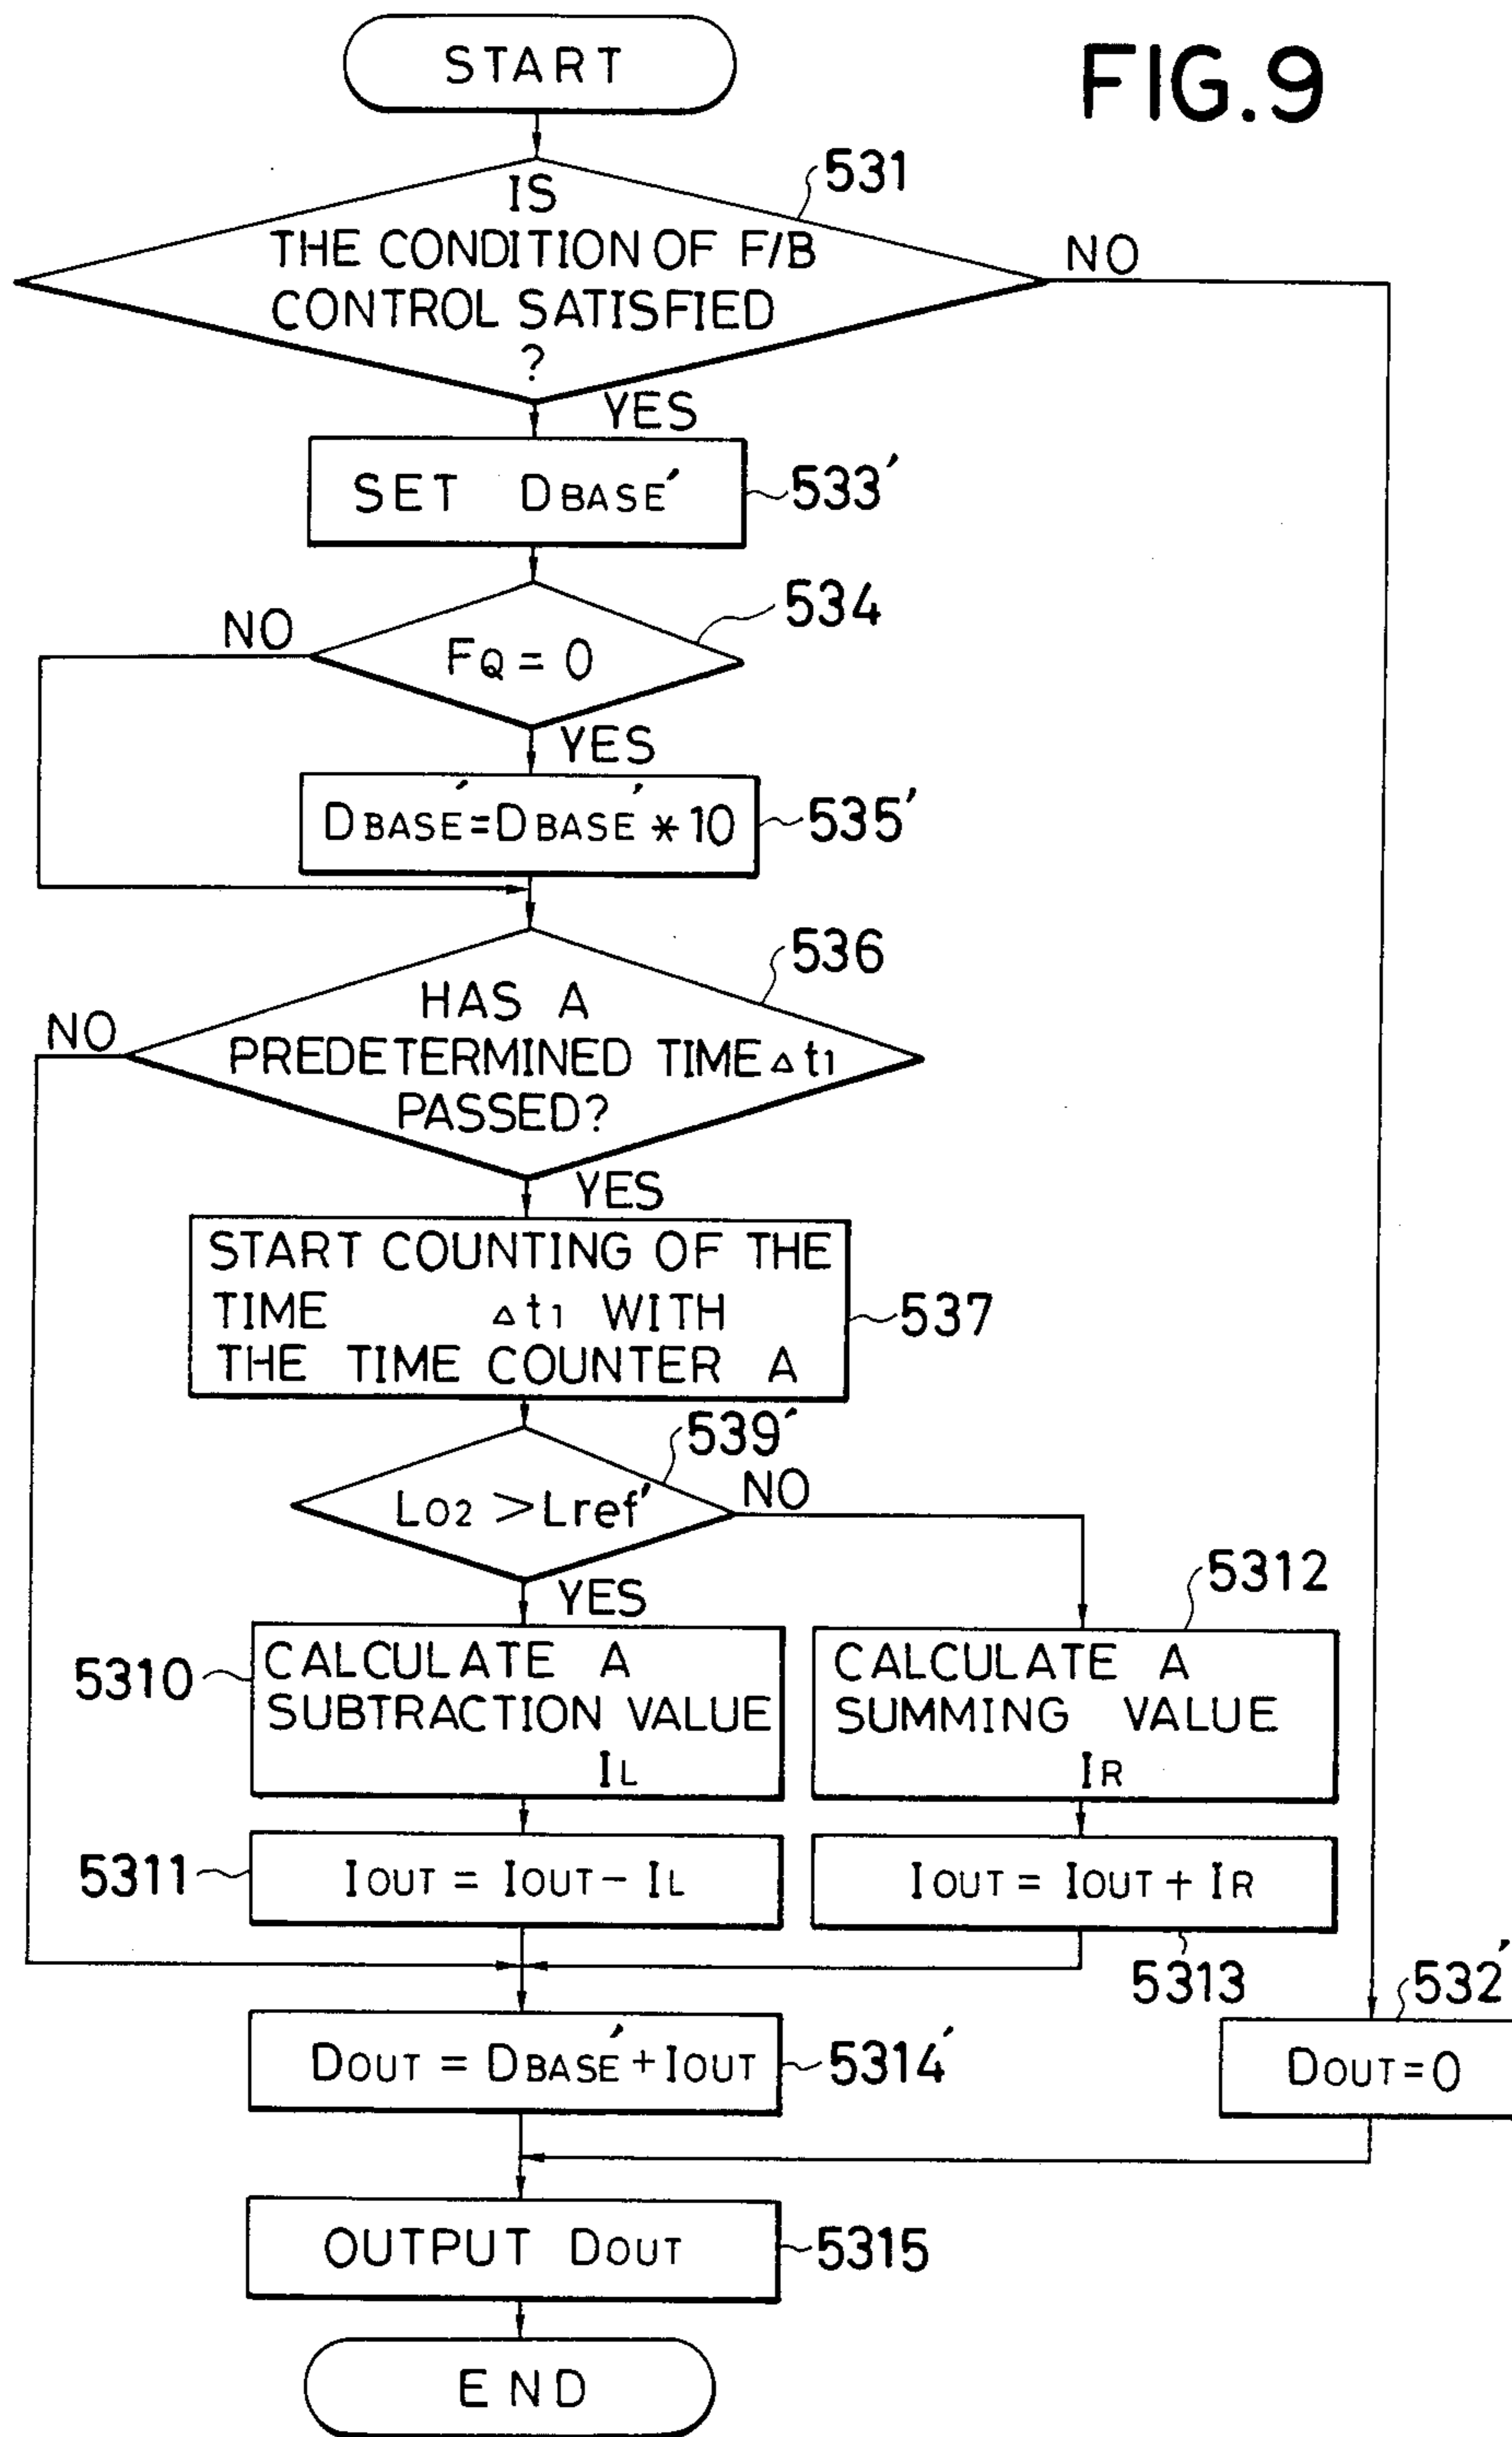 FIG.9
START
531
IS
THE CONDITION OF F/B
CONTROL SATISFIED
?
NO
YES
SET DBASE'
533'
534
NO
FQ = 0
YES
DBASE'=DBASE' * 10
535'
536
HAS A
PREDETERMINED TIME Δt1
PASSED?
NO
YES
START COUNTING OF THE
TIME Δt1 WITH
THE TIME COUNTER A
537
539'
LO2 >Lref'
NO
YES
5312
5310
CALCULATE A
SUBTRACTION VALUE
IL
CALCULATE A
SUMMING VALUE
IR
5311
IOUT = IOUT - IL
IOUT = IOUT + IR
5313
532'
DOUT = DBASE' + IOUT
5314'
DOUT=0
OUTPUT DOUT
5315
END